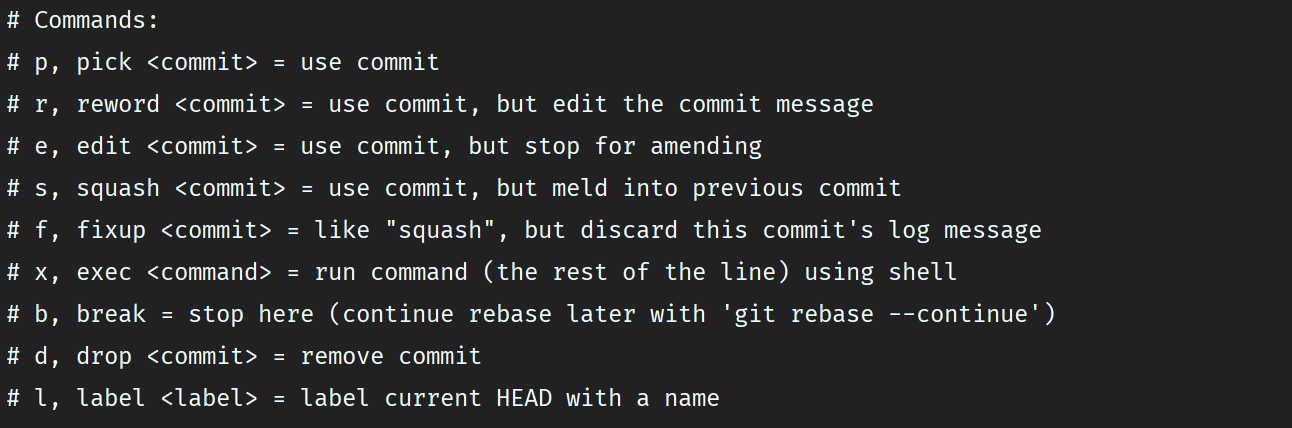 # Commands:
# p, pick <commit> = use commit
# r, reword <commit> = use commit, but edit the commit message
# e, edit <commit> = use commit, but stop for amending
# s, squash <commit> = use commit, but meld into previous commit
# f, fixup <commit> = like "squash", but discard this commit's log message
# x, exec <command> = run command (the rest of the line) using shell
# b, break = stop here (continue rebase later with 'git rebase --continue')
# d, drop <commit> = remove commit
# l, label <label> = label current HEAD with a name